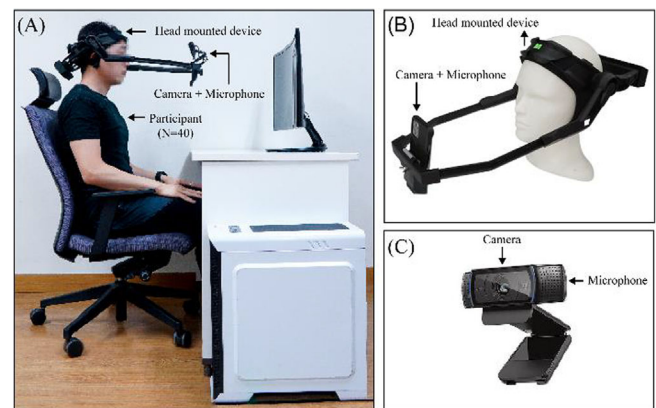 (A)
Head mounted device
Camera + Microphone
Participant
(N=40)
(B)
Head mounted device
Camera + Microphone
(C)
Camera
Microphone